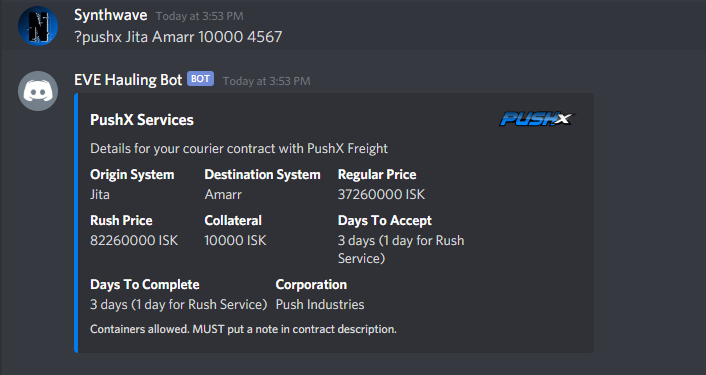 Synthwave Today at 3:53 PM
?pushx Jita Amarr 10000 4567
EVE Hauling Bot BOT Today at 3:53 PM
PushX Services
PUSHX
Details for your courier contract with PushX Freight
Origin System Destination System Regular Price
Jita Amarr 37260000 ISK
Rush Price Collateral Days To Accept
82260000 ISK 10000 ISK 3 days (1 day for Rush
Service)
Days To Complete Corporation
3 days (1 day for Rush Service) Push Industries
Containers allowed. MUST put a note in contract description.